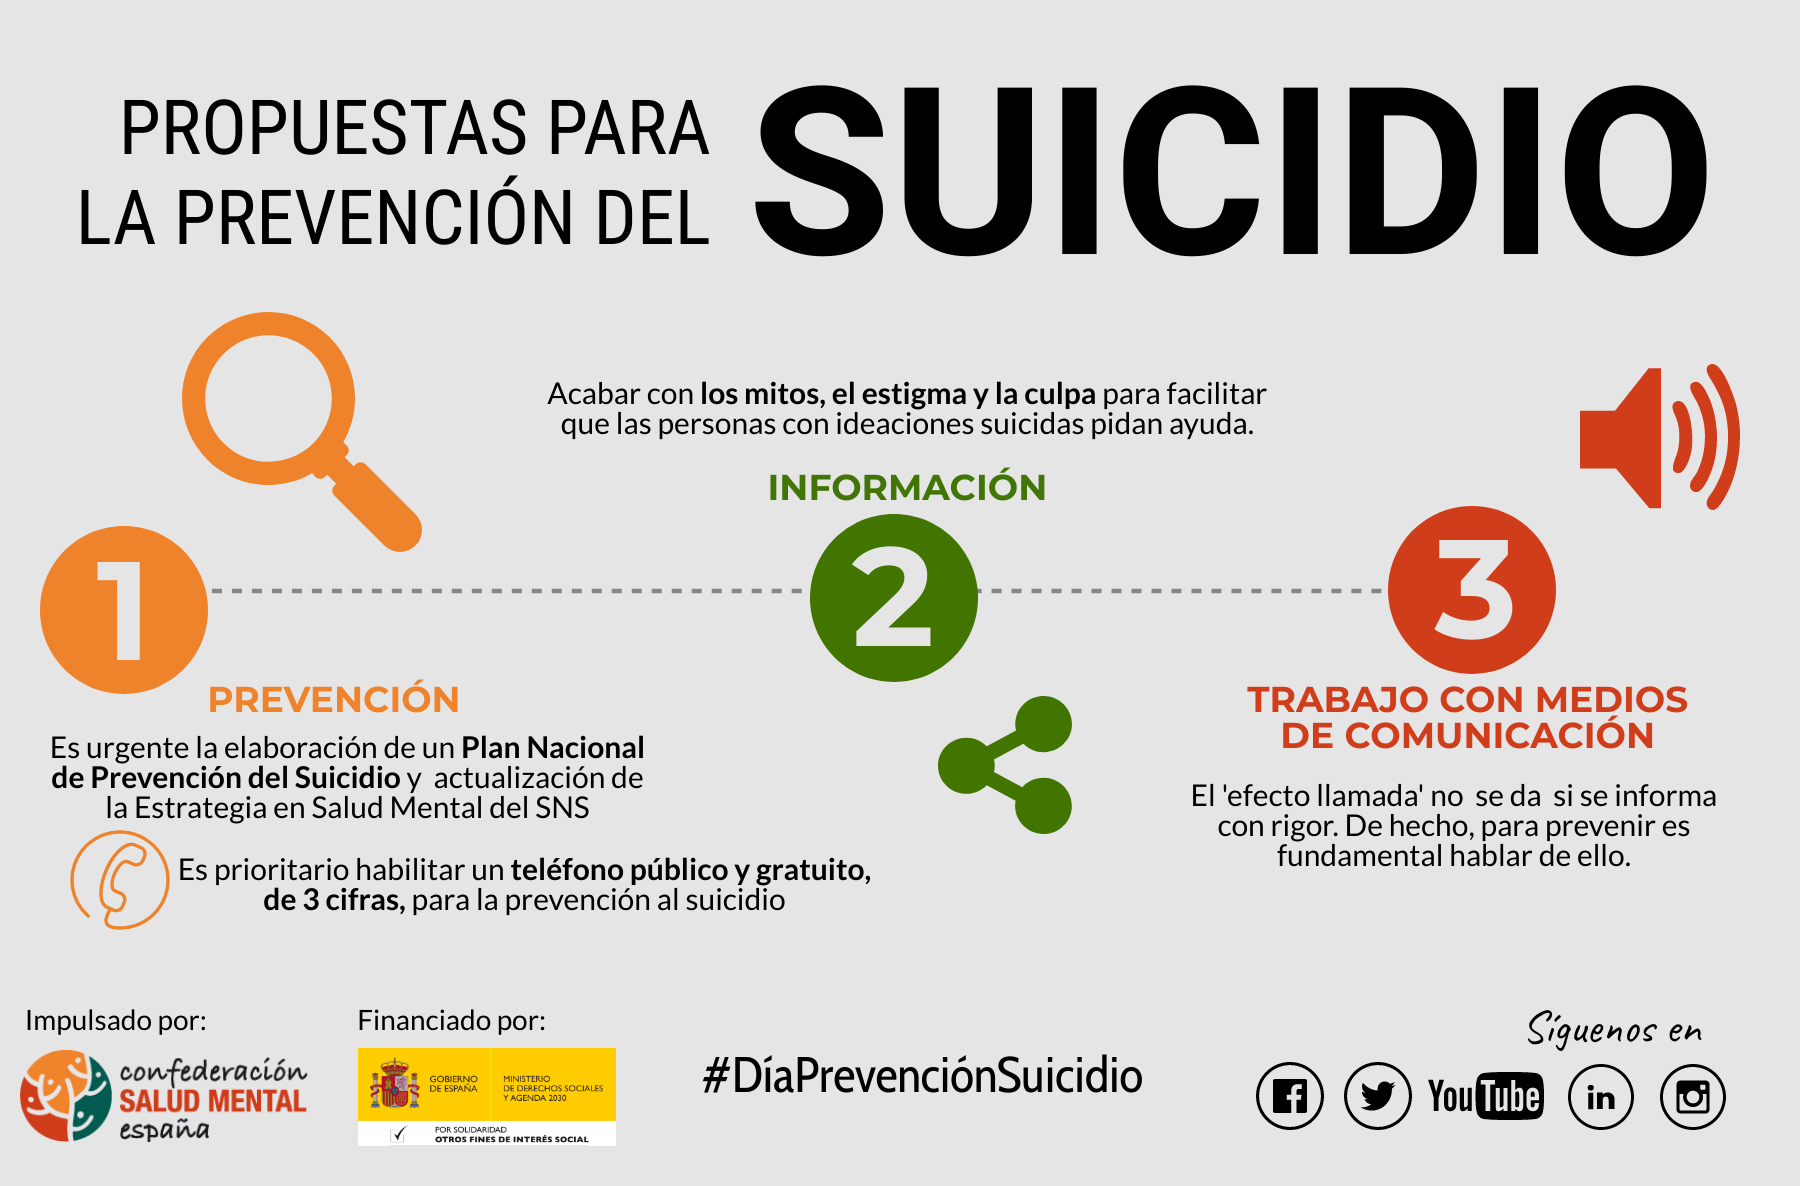 PROPUESTAS PARA
LA PREVENCIÓN DEL
SUICIDIO
1
PREVENCIÓN
Es urgente la elaboración de un Plan Nacional
de Prevención del Suicidio y actualización de
la Estrategia en Salud Mental del SNS
Es prioritario habilitar un teléfono público y gratuito,
de 3 cifras, para la prevención al suicidio
Acabar con los mitos, el estigma y la culpa para facilitar
que las personas con ideaciones suicidas pidan ayuda.
INFORMACIÓN
2
3
TRABAJO CON MEDIOS
DE COMUNICACIÓN
El 'efecto llamada' no se da si se informa
con rigor. De hecho, para prevenir es
fundamental hablar de ello.
Impulsado por:
confederación
SALUD MENTAL
españa
Financiado por:
GOBIERNO
DE ESPAÑA
MINISTERIO
DE DERECHOS SOCIALES
Y AGENDA 2030
POR SOLIDARIDAD
OTROS FINES DE INTERÉS SOCIAL
#DíaPrevenciónSuicidio
Síguenos en
YouTube
in